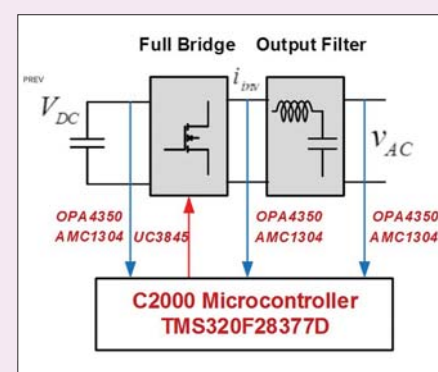 Full Bridge Output Filter
PREV
V_DC
i_inv
v_AC
OPA4350 OPA4350 OPA4350
AMC1304 UC3845 AMC1304 AMC1304
C2000 Microcontroller
TMS320F28377D